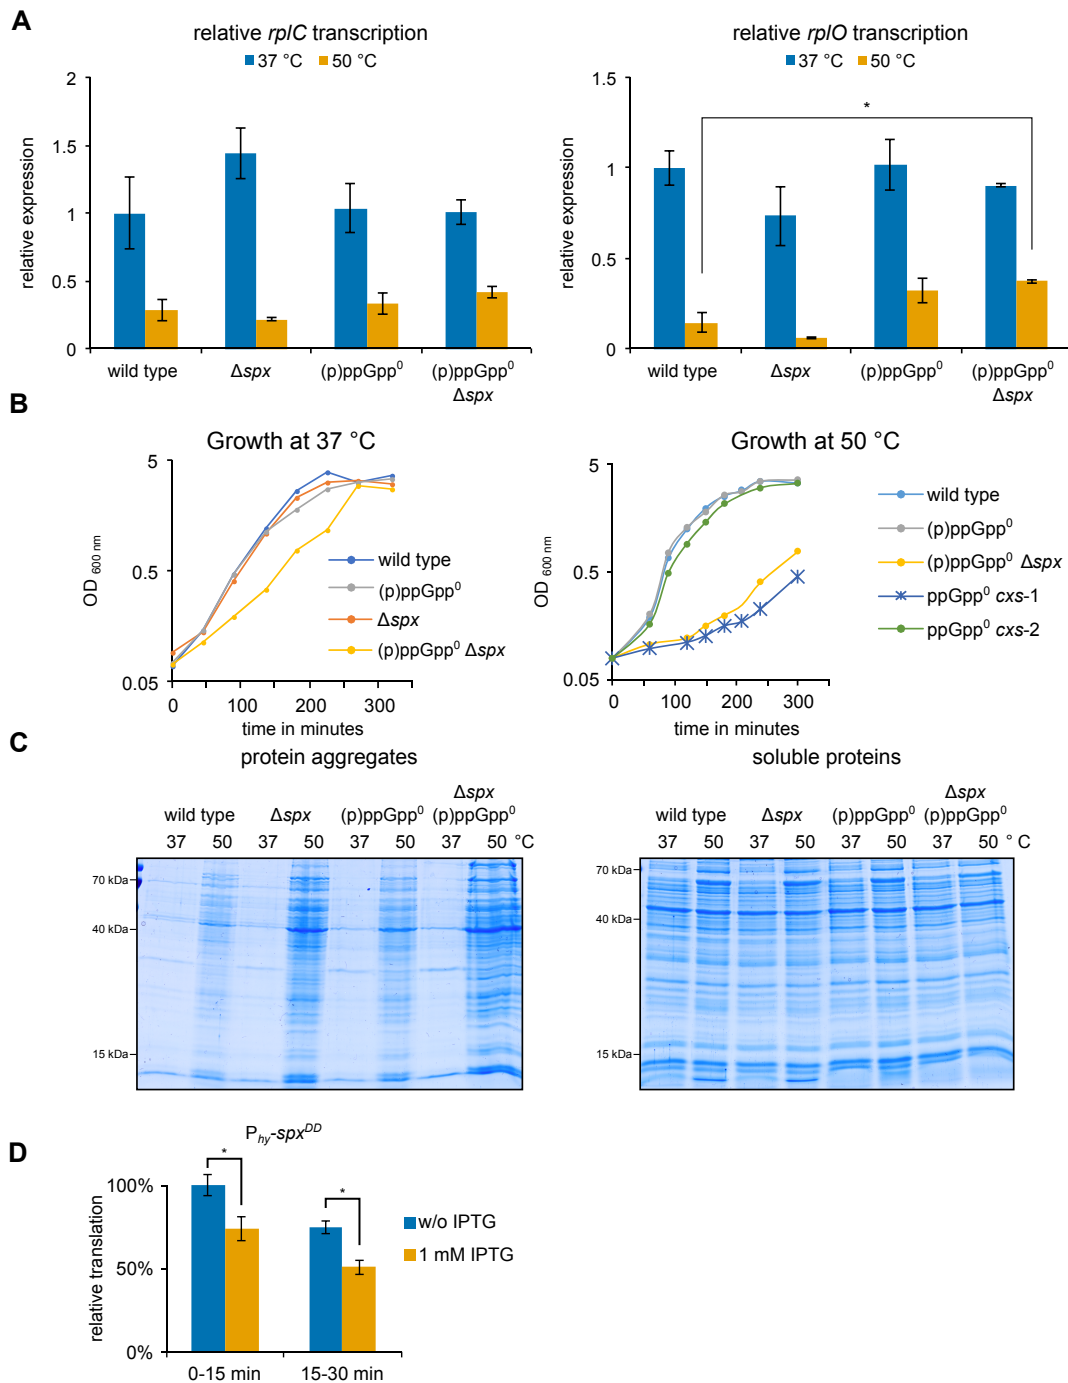 A
relative rplC transcription
37 °C 50 °C
relative expression
2
1.5
1
0.5
0
wild type Δspx (p)ppGpp⁰ (p)ppGpp⁰
Δspx
relative rplO transcription
37 °C 50 °C
relative expression
1.5
1
0.5
0
*
wild type Δspx (p)ppGpp⁰ (p)ppGpp⁰
Δspx
B
Growth at 37 °C
OD 600 nm
5
0.5
0.05
0 100 200 300
time in minutes
wild type
(p)ppGpp⁰
Δspx
(p)ppGpp⁰ Δspx
Growth at 50 °C
OD 600 nm
5
0.5
0.05
0 100 200 300
time in minutes
wild type
(p)ppGpp⁰
(p)ppGpp⁰ Δspx
ppGpp⁰ cxs-1
ppGpp⁰ cxs-2
C
protein aggregates
Δspx
wild type Δspx (p)ppGpp⁰ (p)ppGpp⁰
37 50 37 50 37 50 37 50 °C
70 kDa
40 kDa
15 kDa
soluble proteins
Δspx
wild type Δspx (p)ppGpp⁰ (p)ppGpp⁰
37 50 37 50 37 50 37 50 ° C
70 kDa
40 kDa
15 kDa
D
Phy-spxDD
relative translation
100%
50%
0%
*
*
w/o IPTG
1 mM IPTG
0-15 min 15-30 min